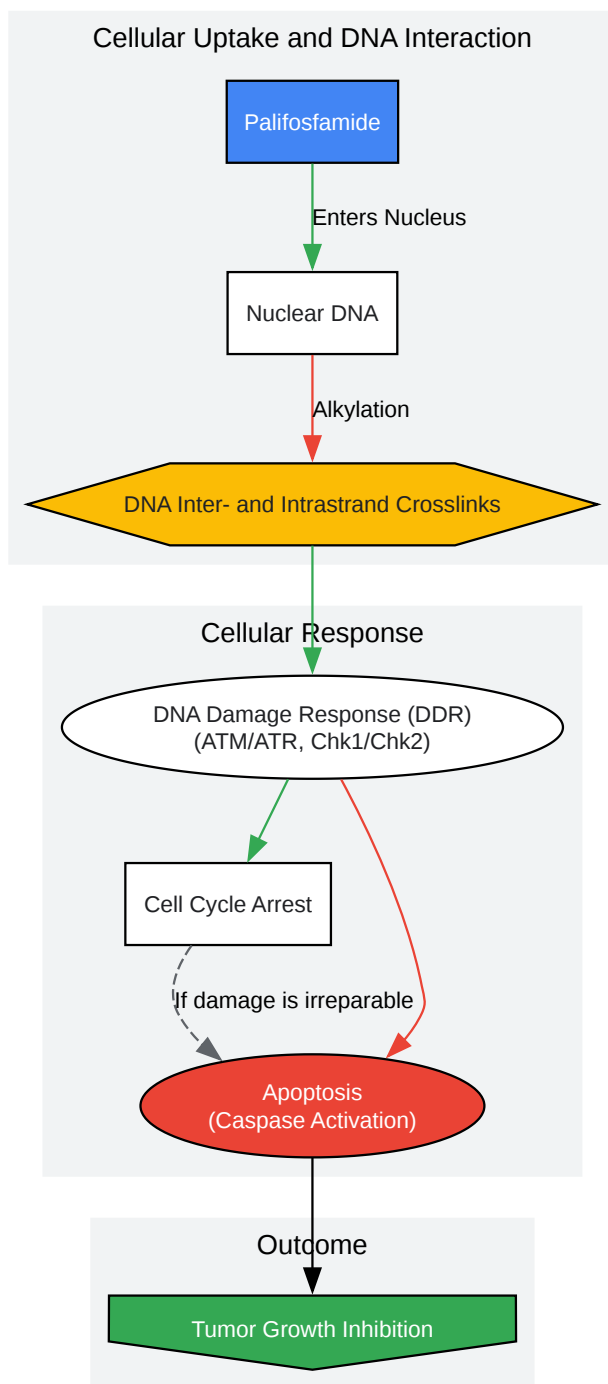 Cellular Uptake and DNA Interaction
Palifosfamide
Enters Nucleus
Nuclear DNA
Alkylation
DNA Inter- and Intrastrand Crosslinks
Cellular Response
DNA Damage Response (DDR)
(ATM/ATR, Chk1/Chk2)
Cell Cycle Arrest
If damage is irreparable
Apoptosis
(Caspase Activation)
Outcome
Tumor Growth Inhibition